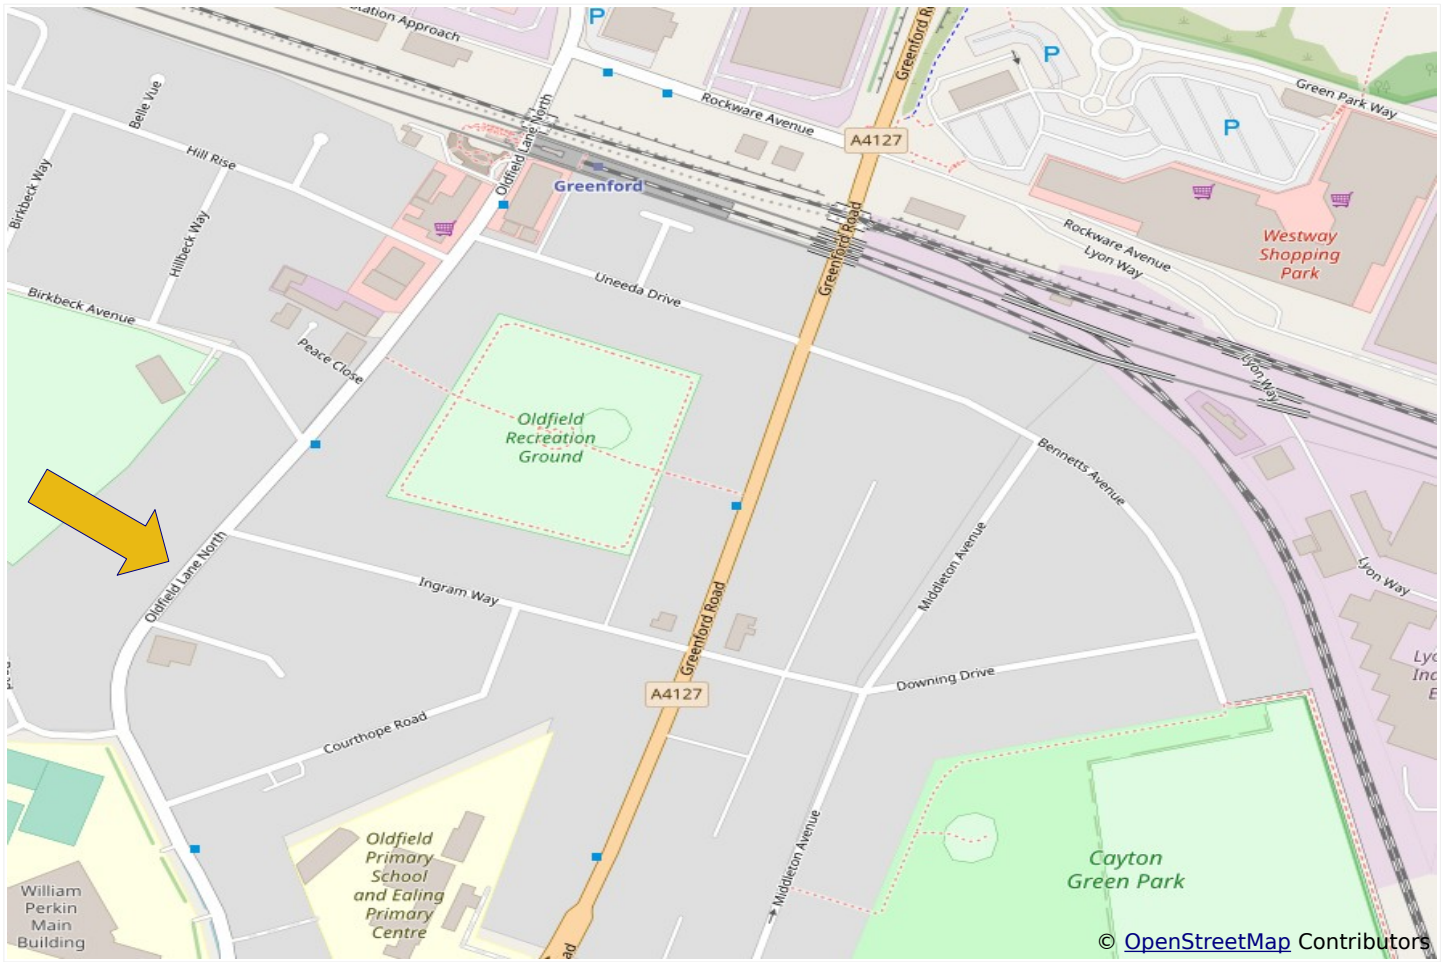 Station Approach
P
Greenford R
P
Belle Vue
Oldfield Lane North
Rockware Avenue
Green Park Way
P
A4127
Hill Rise
Birkbeck Way
Greenford
Hillbeck Way
Greenford Road
Rockware Avenue
Lyon Way
Westway
Shopping
Park
Uneeda Drive
Birkbeck Avenue
Peace Close
Lyon Way
Oldfield
Recreation
Ground
Bennetts Avenue
Oldfield Lane North
Ingram Way
Middleton Avenue
Lyon Way
Greenford Road
Downing Drive
A4127
Courthope Road
Lyo
Ind
E
Oldfield
Primary
School
and Ealing
Primary
Centre
Middleton Avenue
Cayton
Green Park
William
Perkin
Main
Building
oad
© OpenStreetMap Contributors